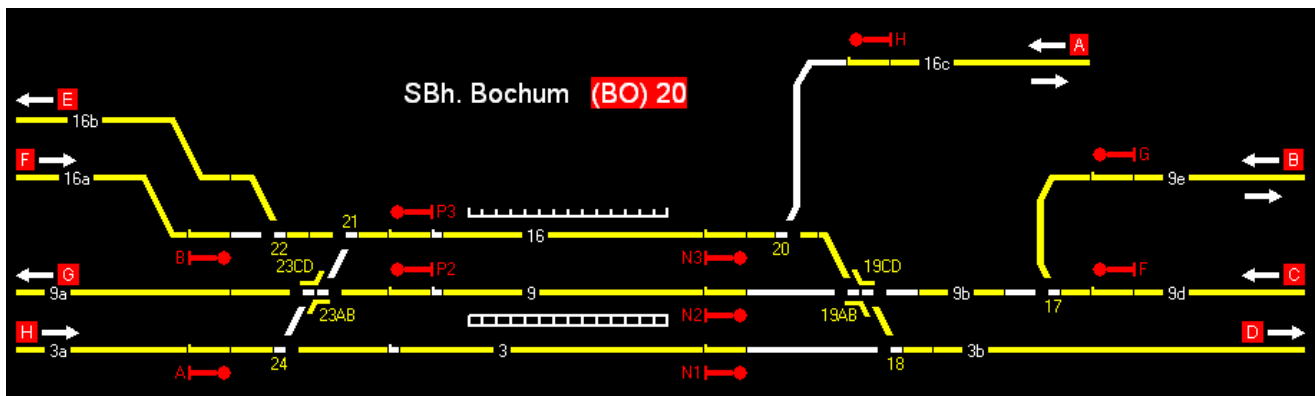 H
A
16c
SBh. Bochum (BO) 20
E
16b
F
16a
G
B
9e
21
P3
22
16
20
B
N3
23CD
P2
19CD
F
C
G
9a
9
9b
17
9d
23AB
N2
19AB
H
3a
24
3
18
3b
D
A
N1